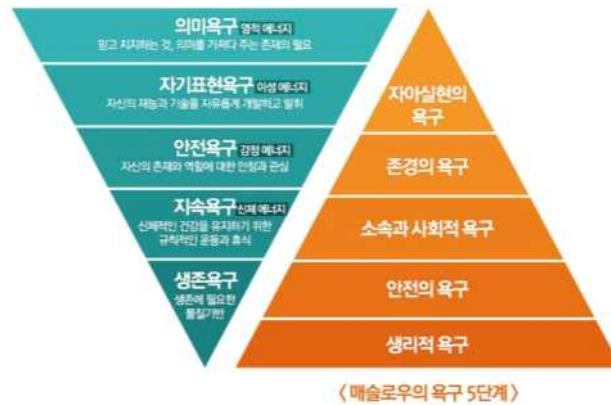 의미욕구 영적 에너지
믿고 지지하는 것, 의미를 가져다 주는 존재의 필요
자기표현욕구 이성 에너지
자신의 재능과 기술을 자유롭게 개발하고 발휘
안전욕구 감정 에너지
자신의 존재와 역할에 대한 인정과 관심
지속욕구 신체 에너지
신체적인 건강을 유지하기 위한
규칙적인 운동과 휴식
생존욕구
생존에 필요한
물질기반
자아실현의
욕구
존경의 욕구
소속과 사회적 욕구
안전의 욕구
생리적 욕구
〈 매슬로우의 욕구 5단계 〉